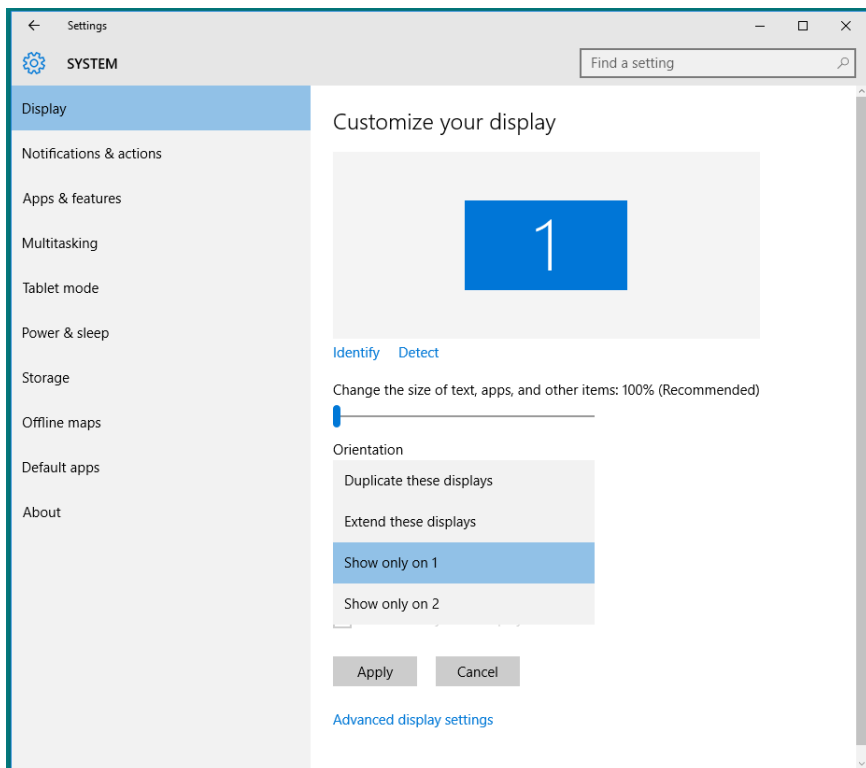 Settings
SYSTEM
Find a setting
Display
Notifications & actions
Apps & features
Multitasking
Tablet mode
Power & sleep
Storage
Offline maps
Default apps
About
Customize your display
1
Identify Detect
Change the size of text, apps, and other items: 100% (Recommended)
Orientation
Duplicate these displays
Extend these displays
Show only on 1
Show only on 2
Apply Cancel
Advanced display settings